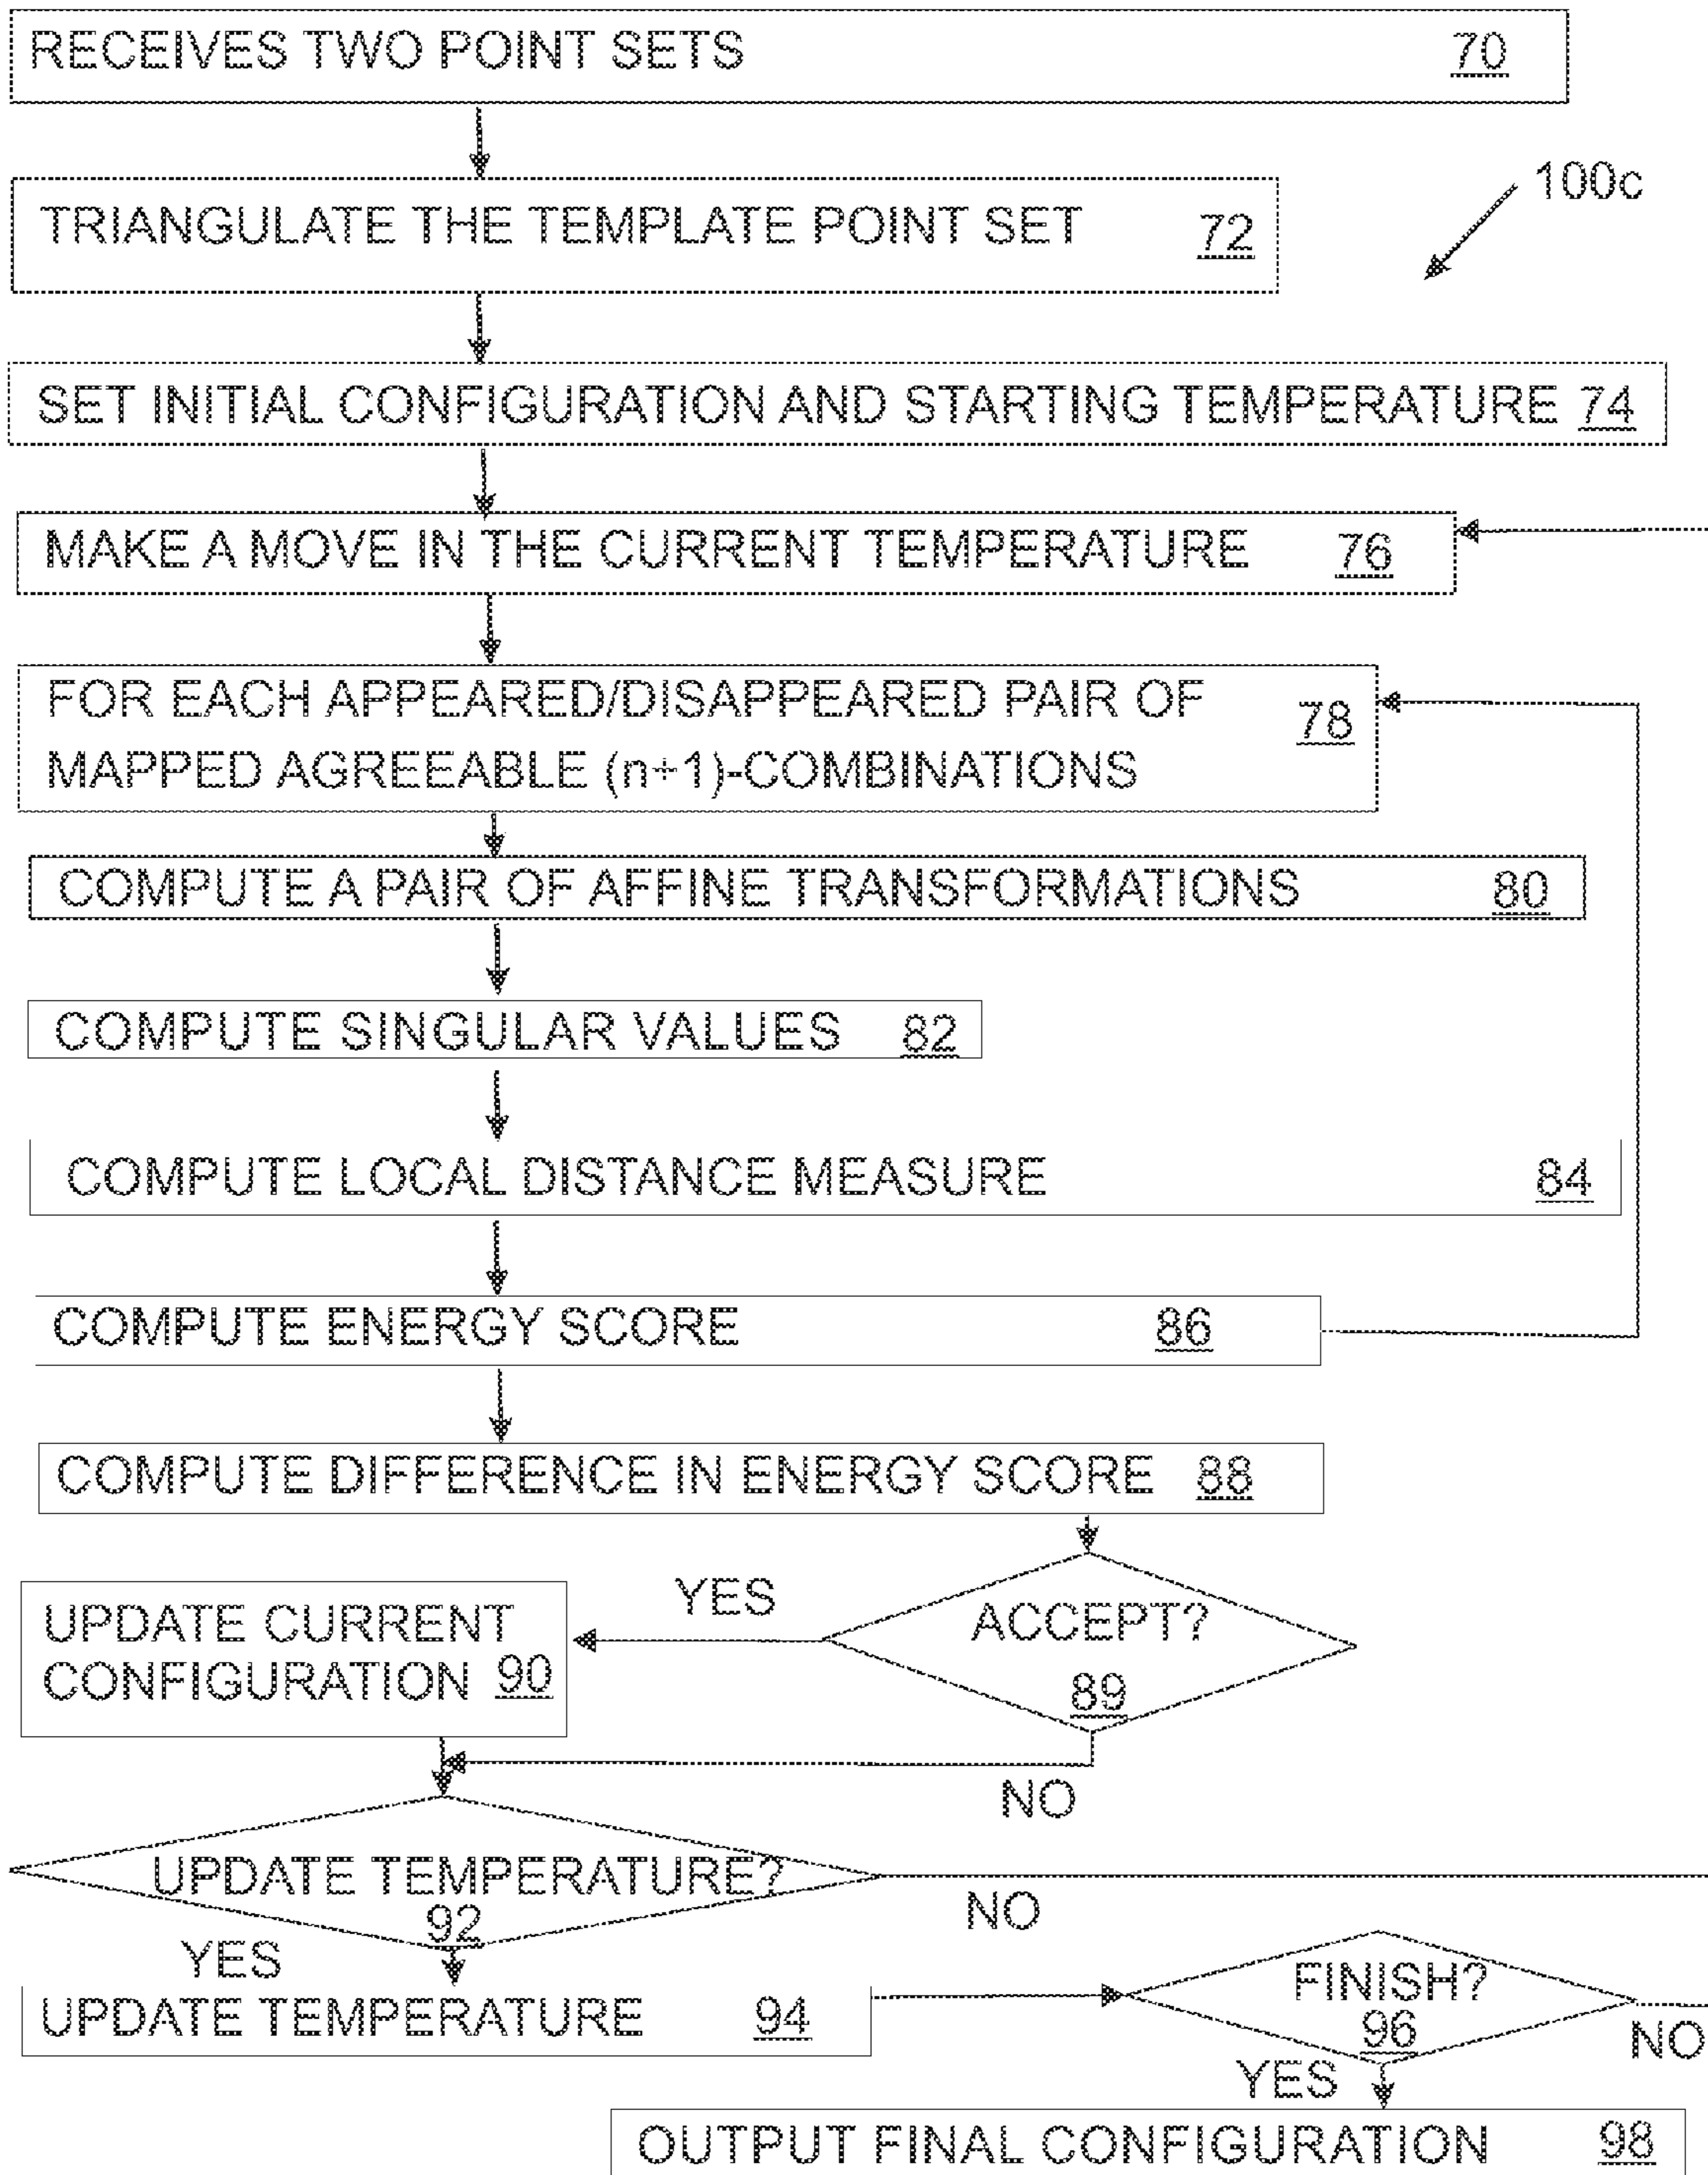 RECEIVES TWO POINT SETS 70
100c
TRIANGULATE THE TEMPLATE POINT SET 72
SET INITIAL CONFIGURATION AND STARTING TEMPERATURE 74
MAKE A MOVE IN THE CURRENT TEMPERATURE 76
FOR EACH APPEARED/DISAPPEARED PAIR OF 78
MAPPED AGREEABLE (n+1)-COMBINATIONS
COMPUTE A PAIR OF AFFINE TRANSFORMATIONS 80
COMPUTE SINGULAR VALUES 82
COMPUTE LOCAL DISTANCE MEASURE 84
COMPUTE ENERGY SCORE 86
COMPUTE DIFFERENCE IN ENERGY SCORE 88
YES
ACCEPT?
89
UPDATE CURRENT
CONFIGURATION 90
NO
UPDATE TEMPERATURE?
92
NO
YES
UPDATE TEMPERATURE 94
FINISH?
96
NO
YES
OUTPUT FINAL CONFIGURATION 98